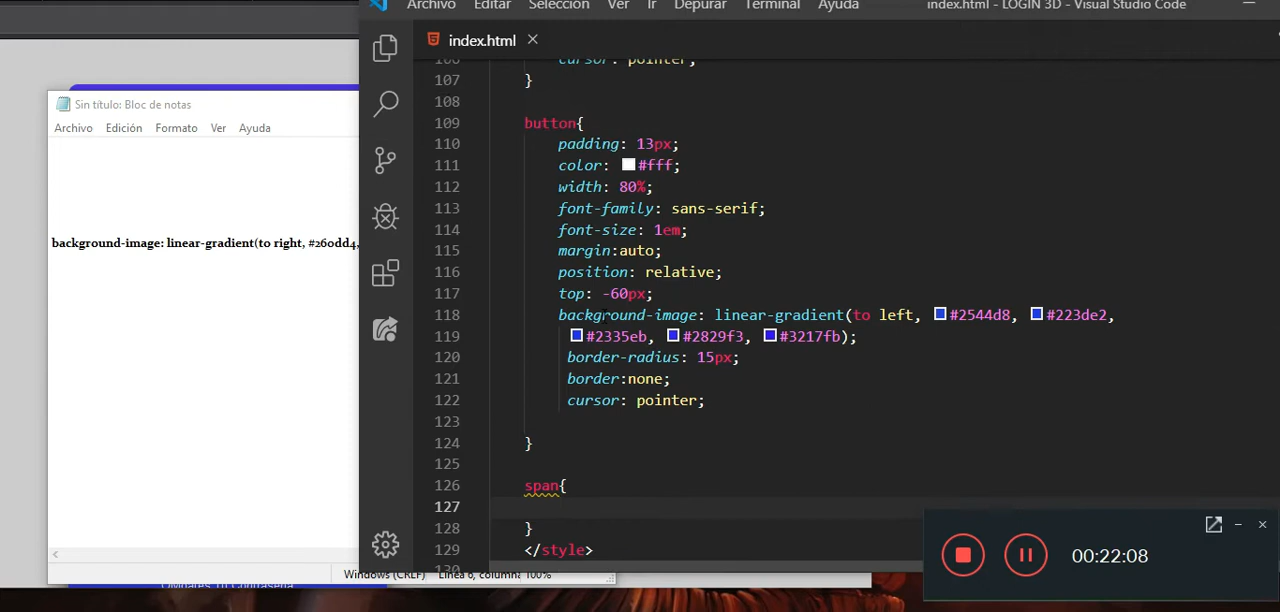 Archivo Editar Selección Ver Ir Depurar Terminal Ayuda index.html - LOGIN 3D - Visual Studio Code
index.html
Sin título: Bloc de notas
Archivo Edición Formato Ver Ayuda
background-image: linear-gradient(to right, #260dd4,
Windows (CRLF) Línea 6, column 100%
106 cursor: pointer;
107 }
108
109 button{
110 padding: 13px;
111 color: #fff;
112 width: 80%;
113 font-family: sans-serif;
114 font-size: 1em;
115 margin:auto;
116 position: relative;
117 top: -60px;
118 background-image: linear-gradient(to left, #2544d8, #223de2,
119 #2335eb, #2829f3, #3217fb);
120 border-radius: 15px;
121 border:none;
122 cursor: pointer;
123
124 }
125
126 span{
127
128 }
129 </style>
130
00:22:08